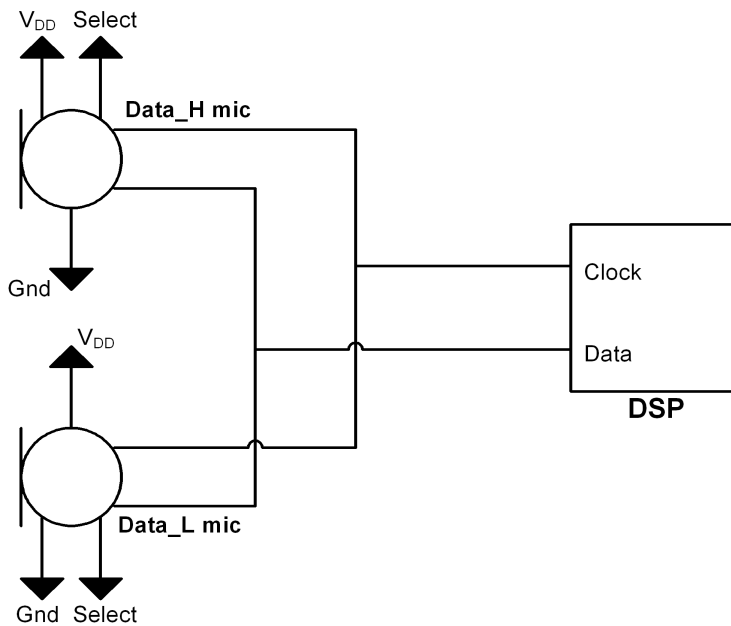 VDD Select
Data_H mic
Gnd
Clock
VDD
Data
DSP
Data_L mic
Gnd Select